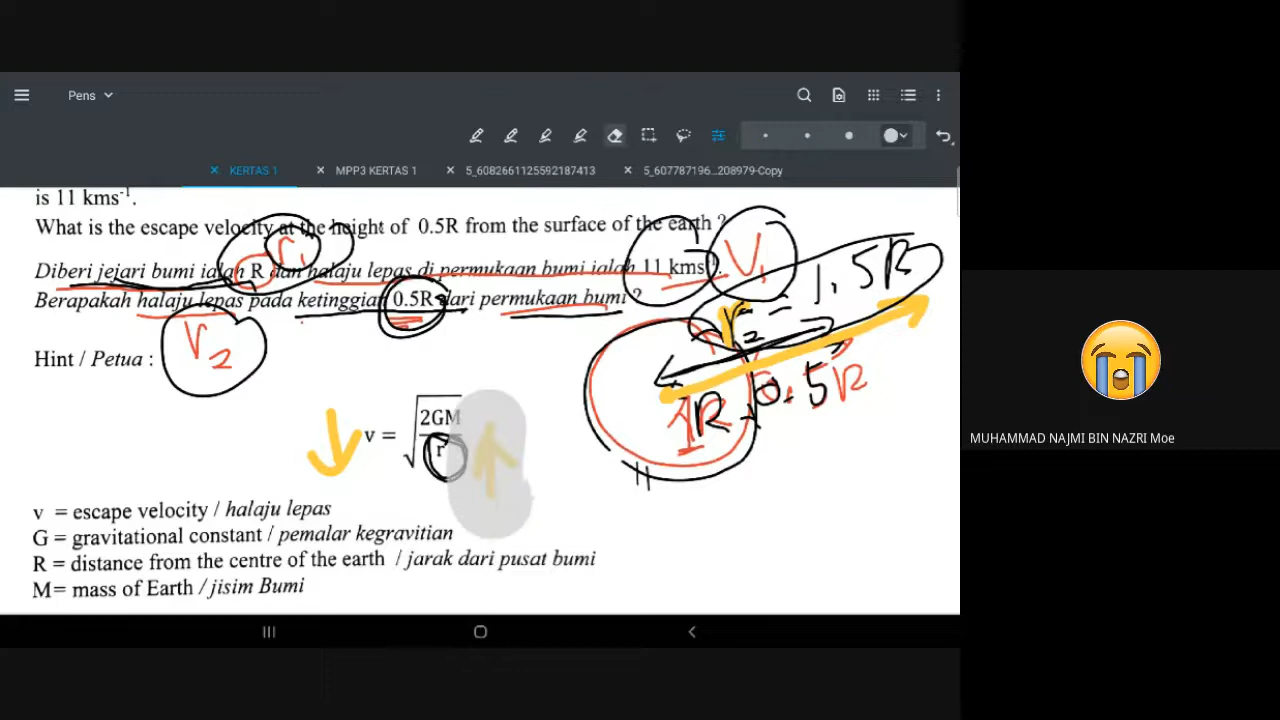 Pens
KERTAS 1
MPP3 KERTAS 1
5_6082661125592187413
5_607787196...208979-Copy
is 11 kms⁻¹.
What is the escape velocity at the height of 0.5R from the surface of the earth ?
r₁
V₁
Diberi jejari bumi ialah R dan halaju lepas di permukaan bumi ialah 11 kms⁻¹.
Berapakah halaju lepas pada ketinggian 0.5R dari permukaan bumi ?
r₂ = 1.5R
V₂
Hint / Petua :
R 0.5R
v = √(2GM/r)
v = escape velocity / halaju lepas
G = gravitational constant / pemalar kegravitian
R = distance from the centre of the earth / jarak dari pusat bumi
M= mass of Earth / jisim Bumi
MUHAMMAD NAJMI BIN NAZRI Moe